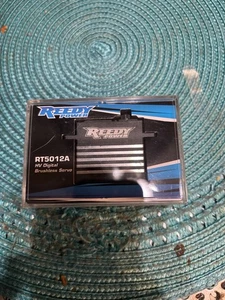 REEDY
POWER
REEDY
POWER
RT5012A
HV Digital
Brushless Servo